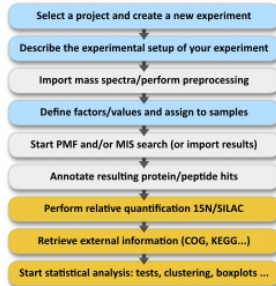 Select a project and create a new experiment
Describe the experimental setup of your experiment
Import mass spectra/perform preprocessing
Define factors/values and assign to samples
Start PMF and/or MIS search (or import results)
Annotate resulting protein/peptide hits
Perform relative quantification 15N/SILAC
Retrieve external information (COG, KEGG...)
Start statistical analysis: tests, clustering, boxplots ...